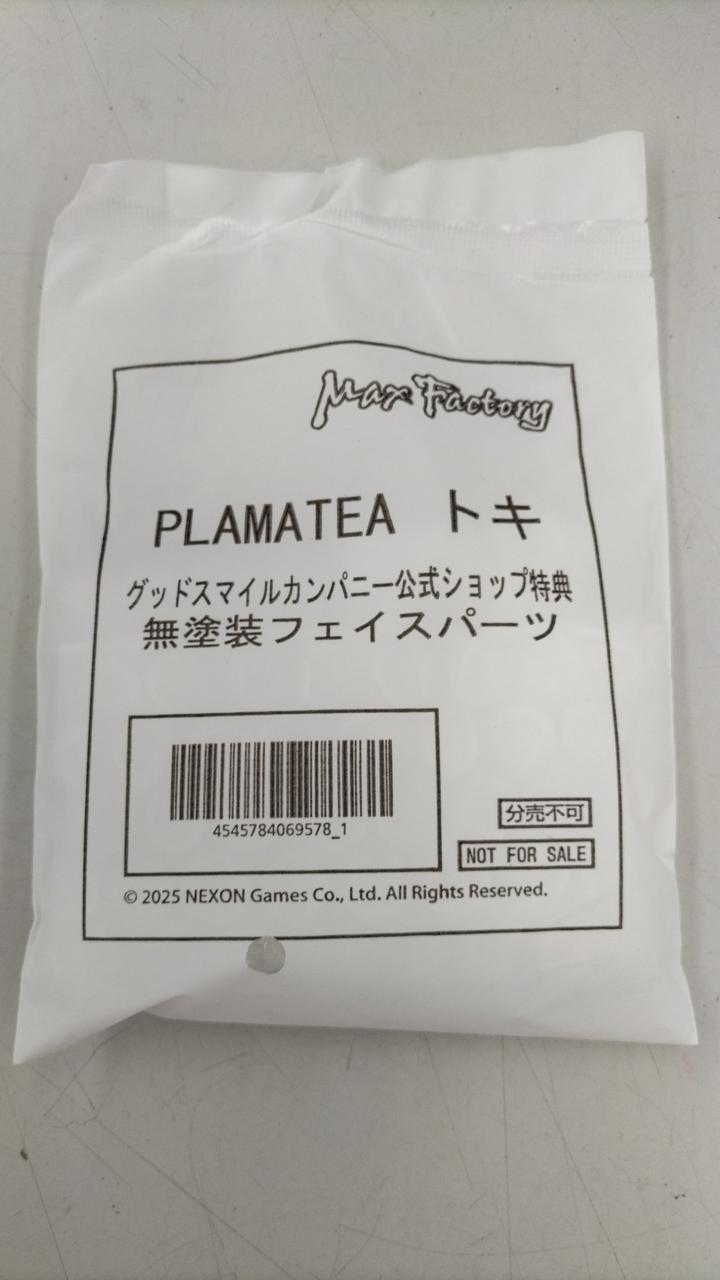 Max Factory
PLAMATEA トキ
グッドスマイルカンパニー公式ショップ特典
無塗装フェイスパーツ
4545784069578_1
分売不可
NOT FOR SALE
© 2025 NEXON Games Co., Ltd. All Rights Reserved.